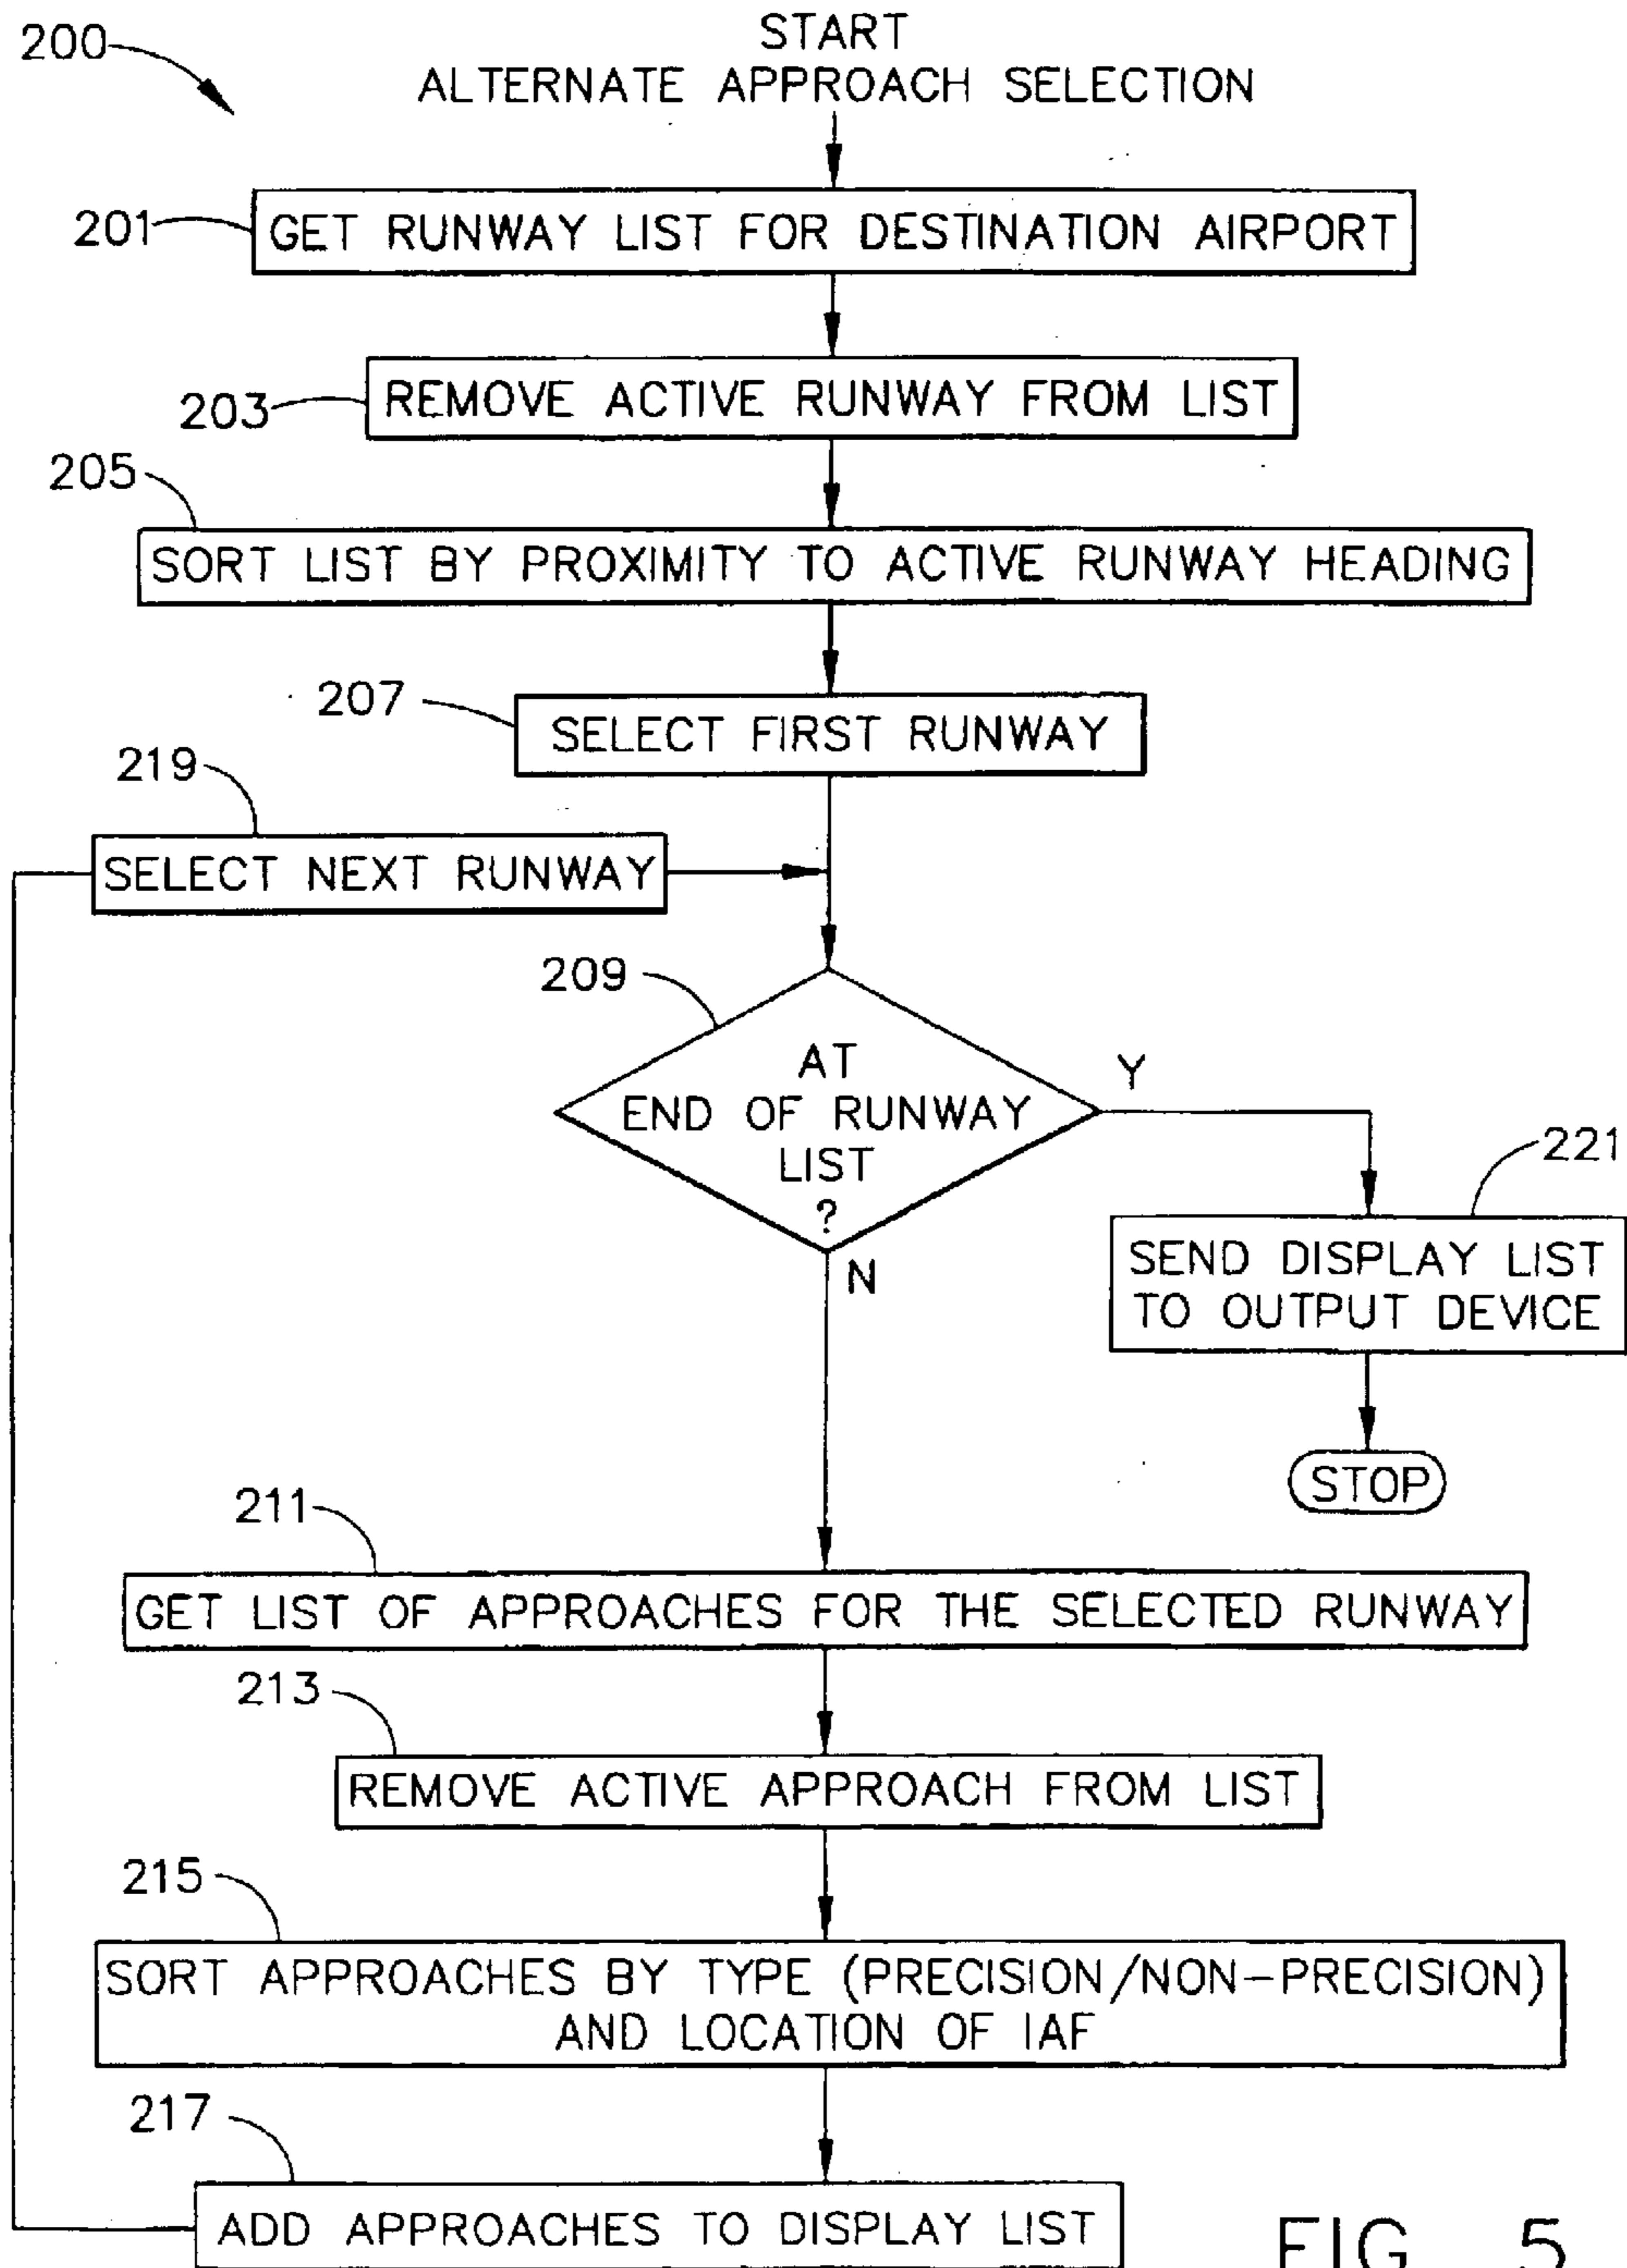 200
START
ALTERNATE APPROACH SELECTION
201
GET RUNWAY LIST FOR DESTINATION AIRPORT
203
REMOVE ACTIVE RUNWAY FROM LIST
205
SORT LIST BY PROXIMITY TO ACTIVE RUNWAY HEADING
207
SELECT FIRST RUNWAY
219
SELECT NEXT RUNWAY
209
AT
END OF RUNWAY
LIST
?
Y
N
221
SEND DISPLAY LIST
TO OUTPUT DEVICE
STOP
211
GET LIST OF APPROACHES FOR THE SELECTED RUNWAY
213
REMOVE ACTIVE APPROACH FROM LIST
215
SORT APPROACHES BY TYPE (PRECISION/NON-PRECISION)
AND LOCATION OF IAF
217
ADD APPROACHES TO DISPLAY LIST
FIG. 5